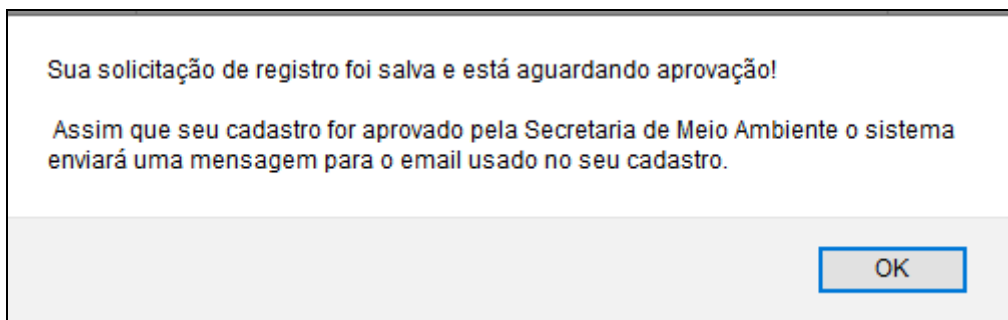 Sua solicitação de registro foi salva e está aguardando aprovação!
Assim que seu cadastro for aprovado pela Secretaria de Meio Ambiente o sistema
enviará uma mensagem para o email usado no seu cadastro.
OK